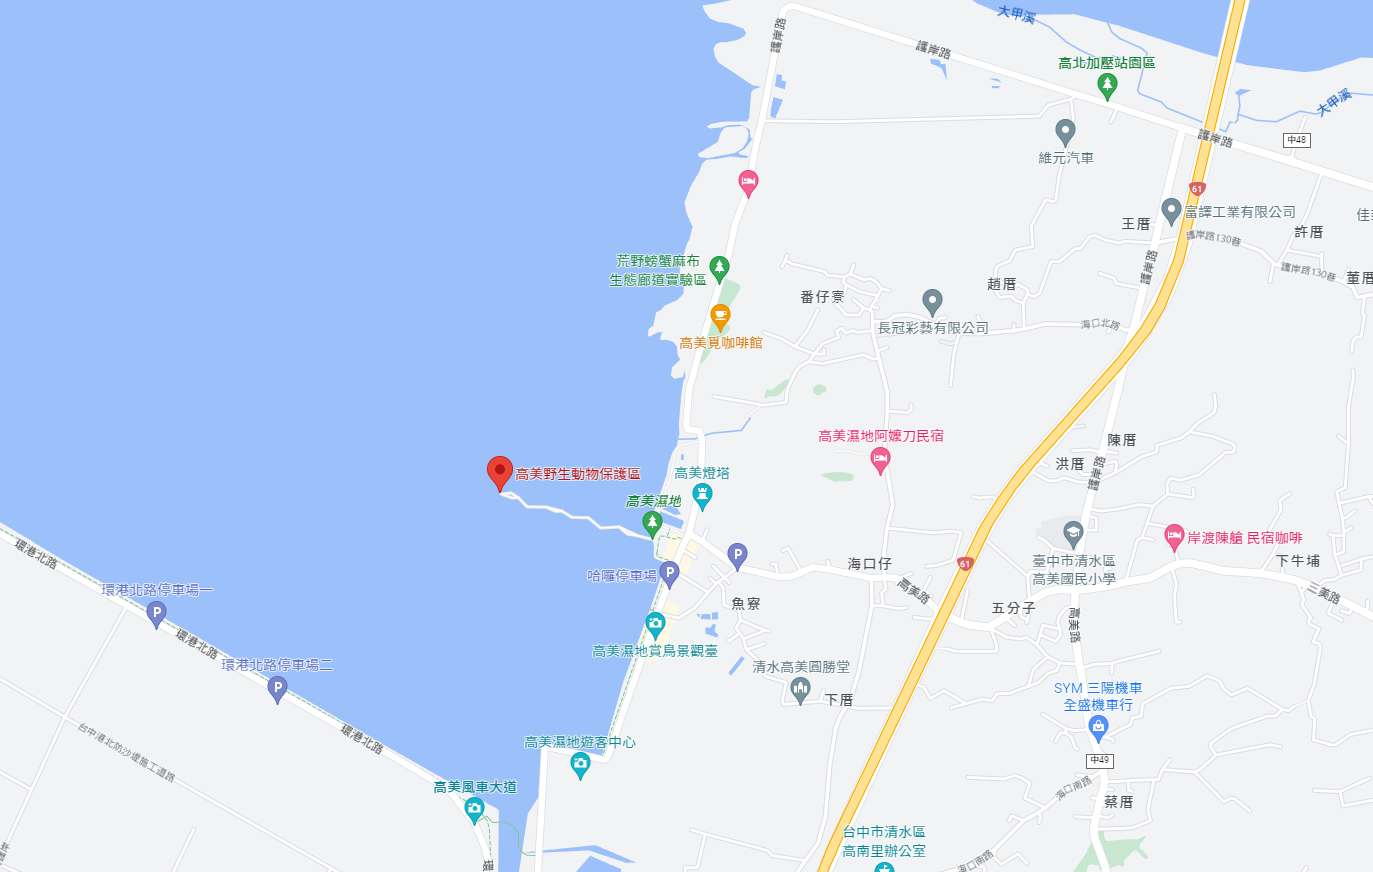 大甲溪
護岸路
護岸路
高北加壓站園區
大甲溪
護岸路
中48
維元汽車
61
富譯工業有限公司
王厝
許厝
護岸路130巷
護岸路130巷
董厝
荒野螃蟹麻布
生態廊道實驗區
護岸路
趙厝
番仔寮
長冠彩藝有限公司
海口北路
高美覓咖啡館
高美濕地阿嬤刀民宿
陳厝
洪厝
護岸路
高美野生動物保護區
高美燈塔
高美濕地
P
海口仔
61
臺中市清水區
高美國民小學
岸渡陳艙 民宿咖啡
下牛埔
環港北路
哈囉停車場
P
高美路
三美路
環港北路停車場一
P
魚寮
五分子
高美路
環港北路
高美濕地賞鳥景觀臺
環港北路停車場二
P
清水高美圓勝堂
下厝
SYM 三陽機車
全盛機車行
台中港北防沙堤施工道路
環港北路
高美濕地遊客中心
中49
高美風車大道
海口南路
蔡厝
台中市清水區
高南里辦公室
海口南路
環